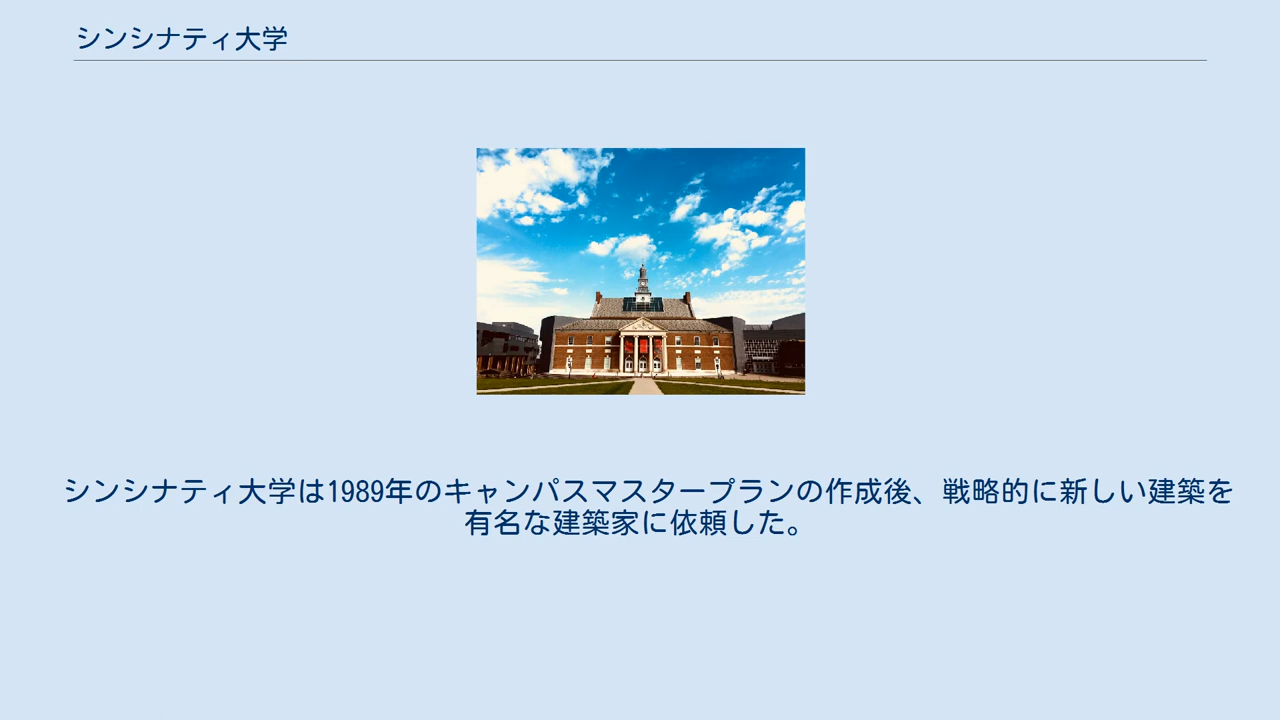 シンシナティ大学
シンシナティ大学は1989年のキャンパスマスタープランの作成後、戦略的に新しい建築を
有名な建築家に依頼した。